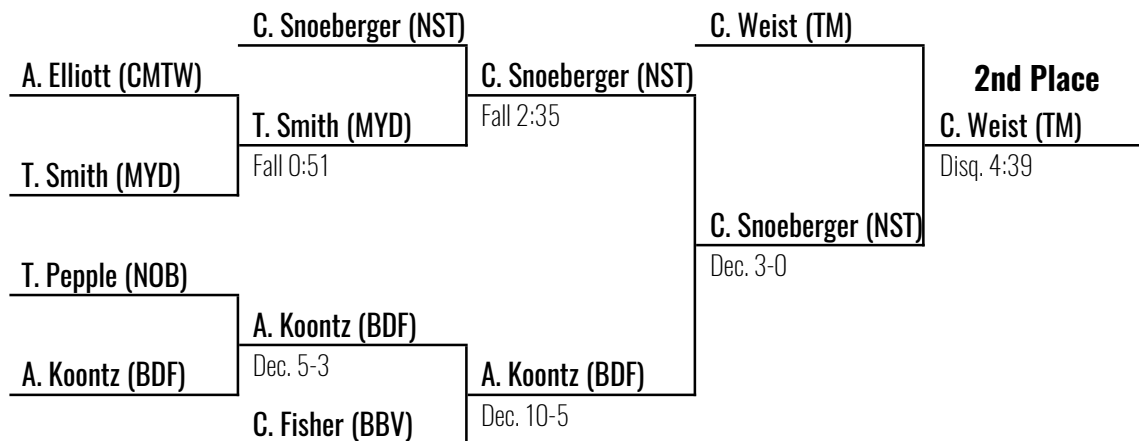 C. Snoeberger (NST)
C. Weist (TM)
A. Elliott (CMTW)
C. Snoeberger (NST)
2nd Place
Fall 2:35
T. Smith (MYD)
C. Weist (TM)
Fall 0:51
Disq. 4:39
T. Smith (MYD)
C. Snoeberger (NST)
Dec. 3-0
T. Pepple (NOB)
A. Koontz (BDF)
Dec. 5-3
A. Koontz (BDF)
A. Koontz (BDF)
Dec. 10-5
C. Fisher (BBV)